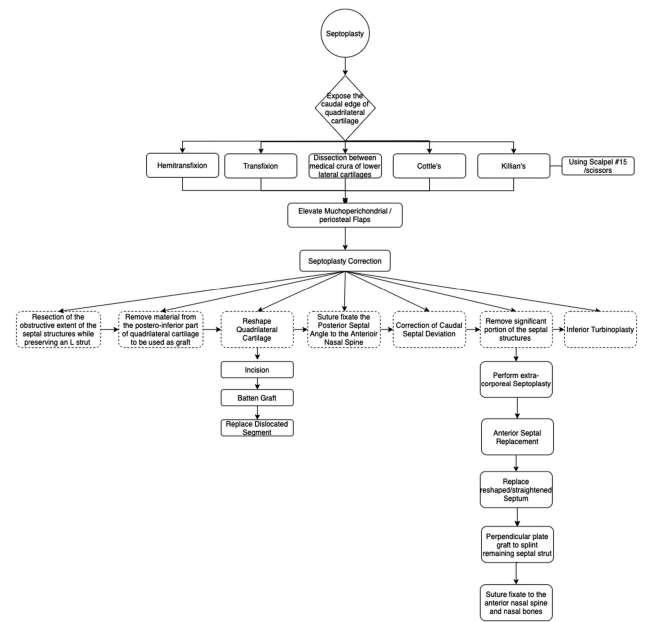 Septoplasty
Expose the
caudal edge of
quadrilateral
cartilage
Hemitransfixion
Transfixion
Dissection between
medical crura of lower
lateral cartilages
Cottle's
Killian's
Using Scalpel #15
/scissors
Elevate Muchoperichondrial /
periosteal Flaps
Septoplasty Correction
Resection of the
obstructive extent of the
septal structures while
preserving an L strut
Remove material from
the postero-inferior part
of quadrilateral cartilage
to be used as graft
Reshape
Quadrilateral
Cartilage
Suture fixate the
Posterior Septal
Angle to the Anterioir
Nasal Spine
Correction of Caudal
Septal Deviation
Remove significant
portion of the septal
structures
Inferior Turbinoplasty
Incision
Batten Graft
Replace Dislocated
Segment
Perform extra-
corporeal Septoplasty
Anterior Septal
Replacement
Replace
reshaped/straightened
Septum
Perpendicular plate
graft to splint
remaining septal strut
Suture fixate to the
anterior nasal spine
and nasal bones